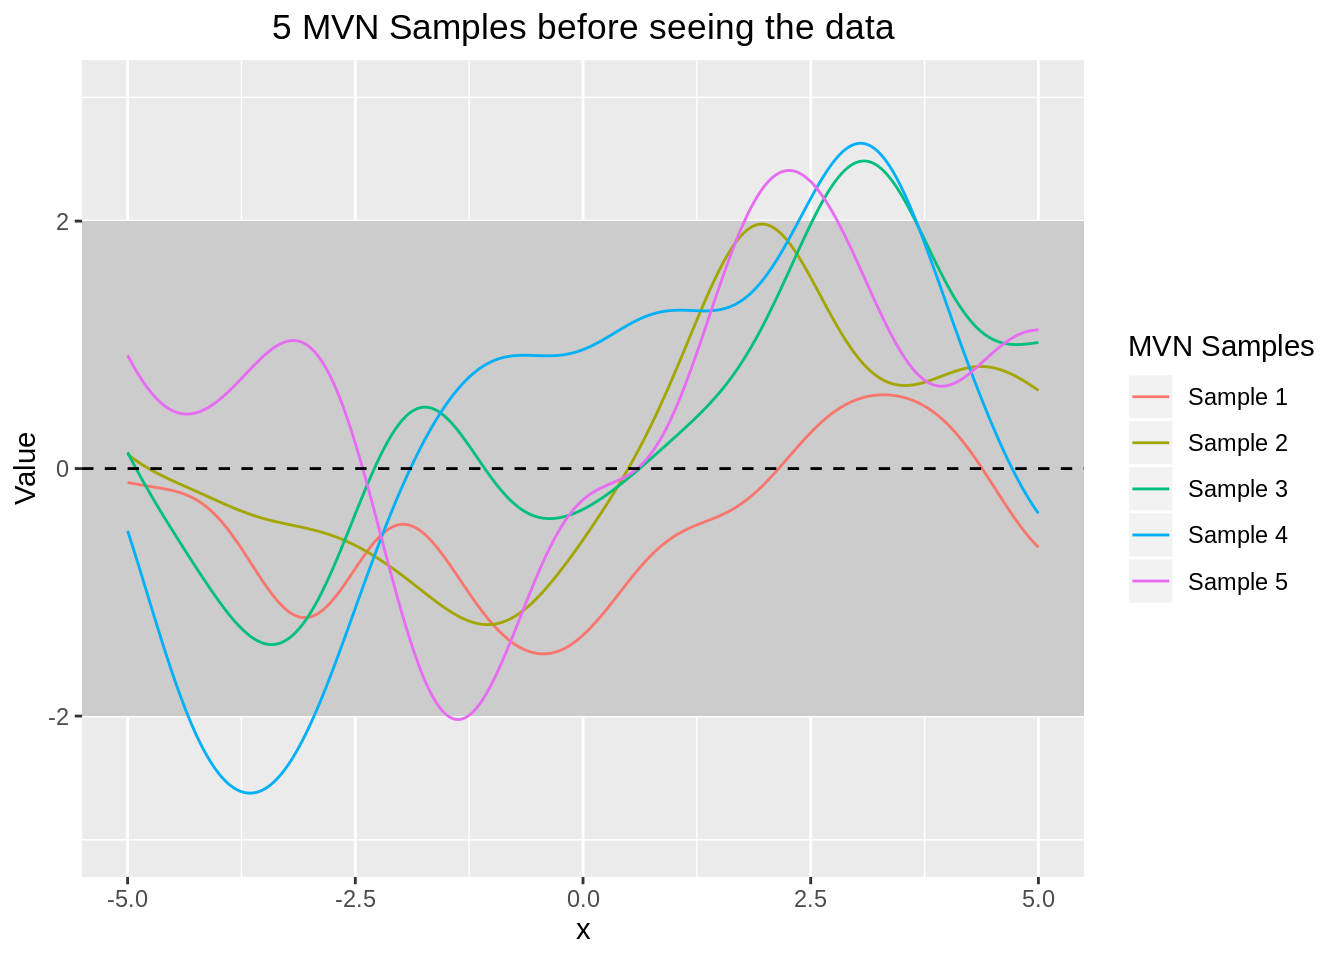 5 MVN Samples before seeing the data
Value
2
0
-2
-5.0 -2.5 0.0 2.5 5.0
x
MVN Samples
Sample 1
Sample 2
Sample 3
Sample 4
Sample 5